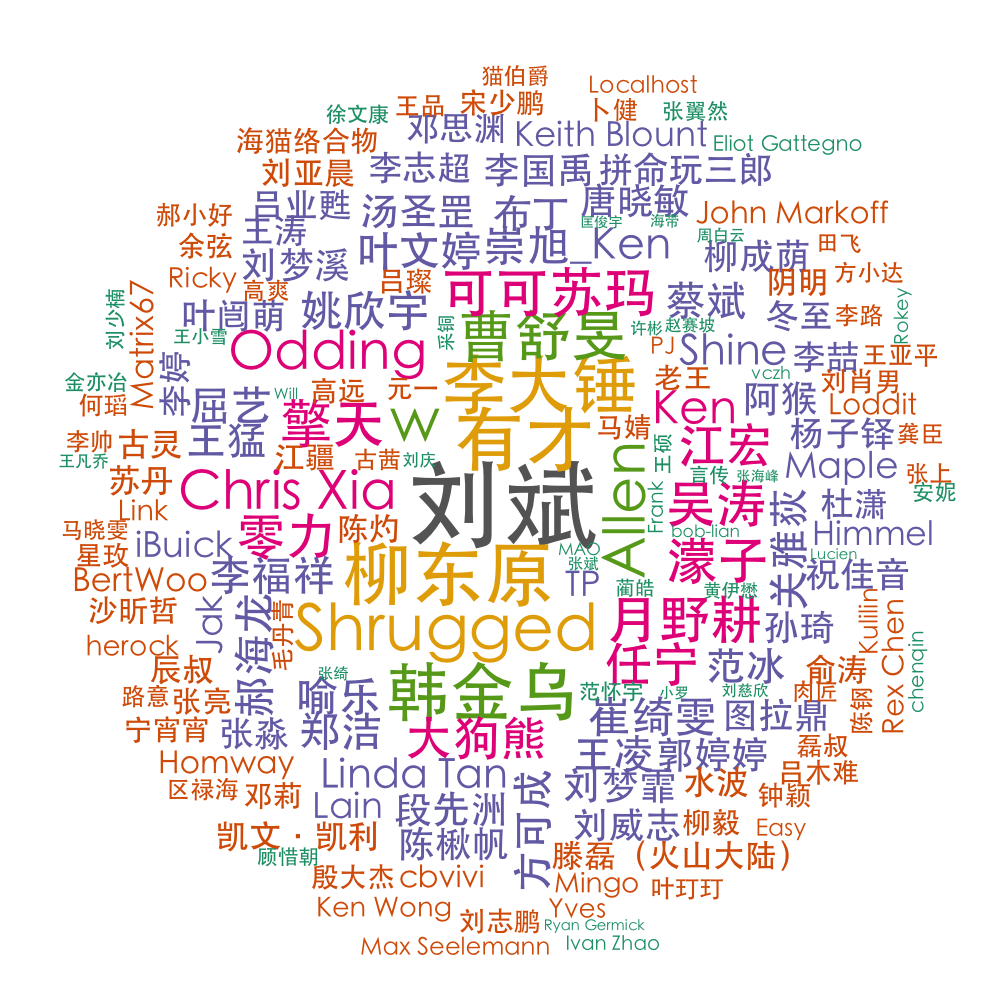 猫伯爵
Localhost
徐文康
王品
宋少鹏
卜健
张翼然
海猫络合物
邓思渊
Keith Blount
Eliot Gattegno
刘亚晨
李志超
李国禹
拼命玩三郎
郝小好
吕业甦
汤圣罡
布丁
唐晓敏
John Markoff
匡俊宇
海带
周白云
田飞
余弦
王涛
叶文婷
崇旭_Ken
柳成荫
Ricky
刘梦溪
吕璨
可可苏玛
蔡斌
阴明
方小达
高爽
Matrix67
刘少楠
叶闿萌
姚欣宇
采铜
曹舒旻
许彬
赵赛坡
冬至
李路
Rokey
王小雪
Odding
PJ
Shine
李喆
王亚平
金亦冶
李婷
屈芯
Will
高远
元一
李大锤
老王
Ken
vczh
阿猴
刘肖男
何瑫
W
Loddit
李帅
古灵
王猛
擎天
有才
马婧
王硕
江宏
杨子铎
龚臣
王凡乔
江疆
古茜
刘庆
Allen
言传
张海峰
Maple
张上
苏丹
Chris Xia
刘斌
Frank
吴涛
安妮
Link
杜潇
马晓雯
零力
陈灼
bob-lian
关雅荻
Himmel
星玫
iBuick
MAO
濛子
Lucien
BertWoo
李福祥
柳东原
张斌
TP
蔺皓
黄伊懋
祝佳音
沙昕哲
Jak
郝海龙
毛丹青
Shrugged
月野耕
孙琦
Kuliiin
herock
辰叔
张绮
韩金乌
任宁
范冰
俞涛
Rex Chen
chenqin
路意
张亮
喻乐
范怀宇
小罗
刘慈欣
肉匠
陈钢
宁宵宵
张淼
郑洁
大狗熊
崔绮雯
图拉鼎
磊叔
Homway
Linda Tan
王凌
郭婷婷
吕木难
区禄海
邓莉
Lain
段先洲
方可成
刘梦霏
水波
钟颖
凯文·凯利
陈楸帆
刘威志
柳毅
Easy
顾惜朝
滕磊（火山大陆）
殷大杰
cbvivi
Mingo
叶玎玎
Ken Wong
刘志鹏
Yves
Ryan Germick
Max Seelemann
Ivan Zhao